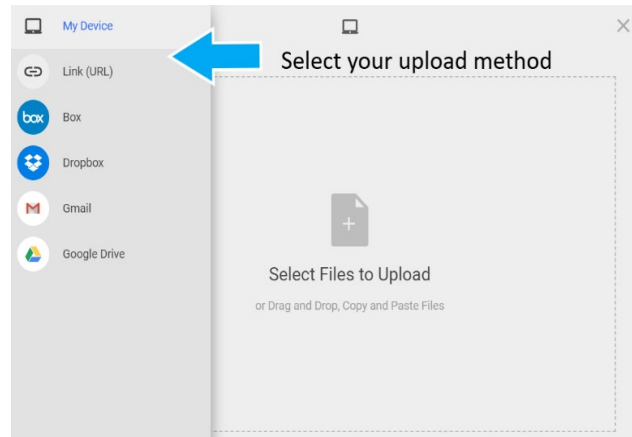 My Device
Select your upload method
Link (URL)
box Box
Dropbox
Gmail
Google Drive
Select Files to Upload
or Drag and Drop, Copy and Paste Files